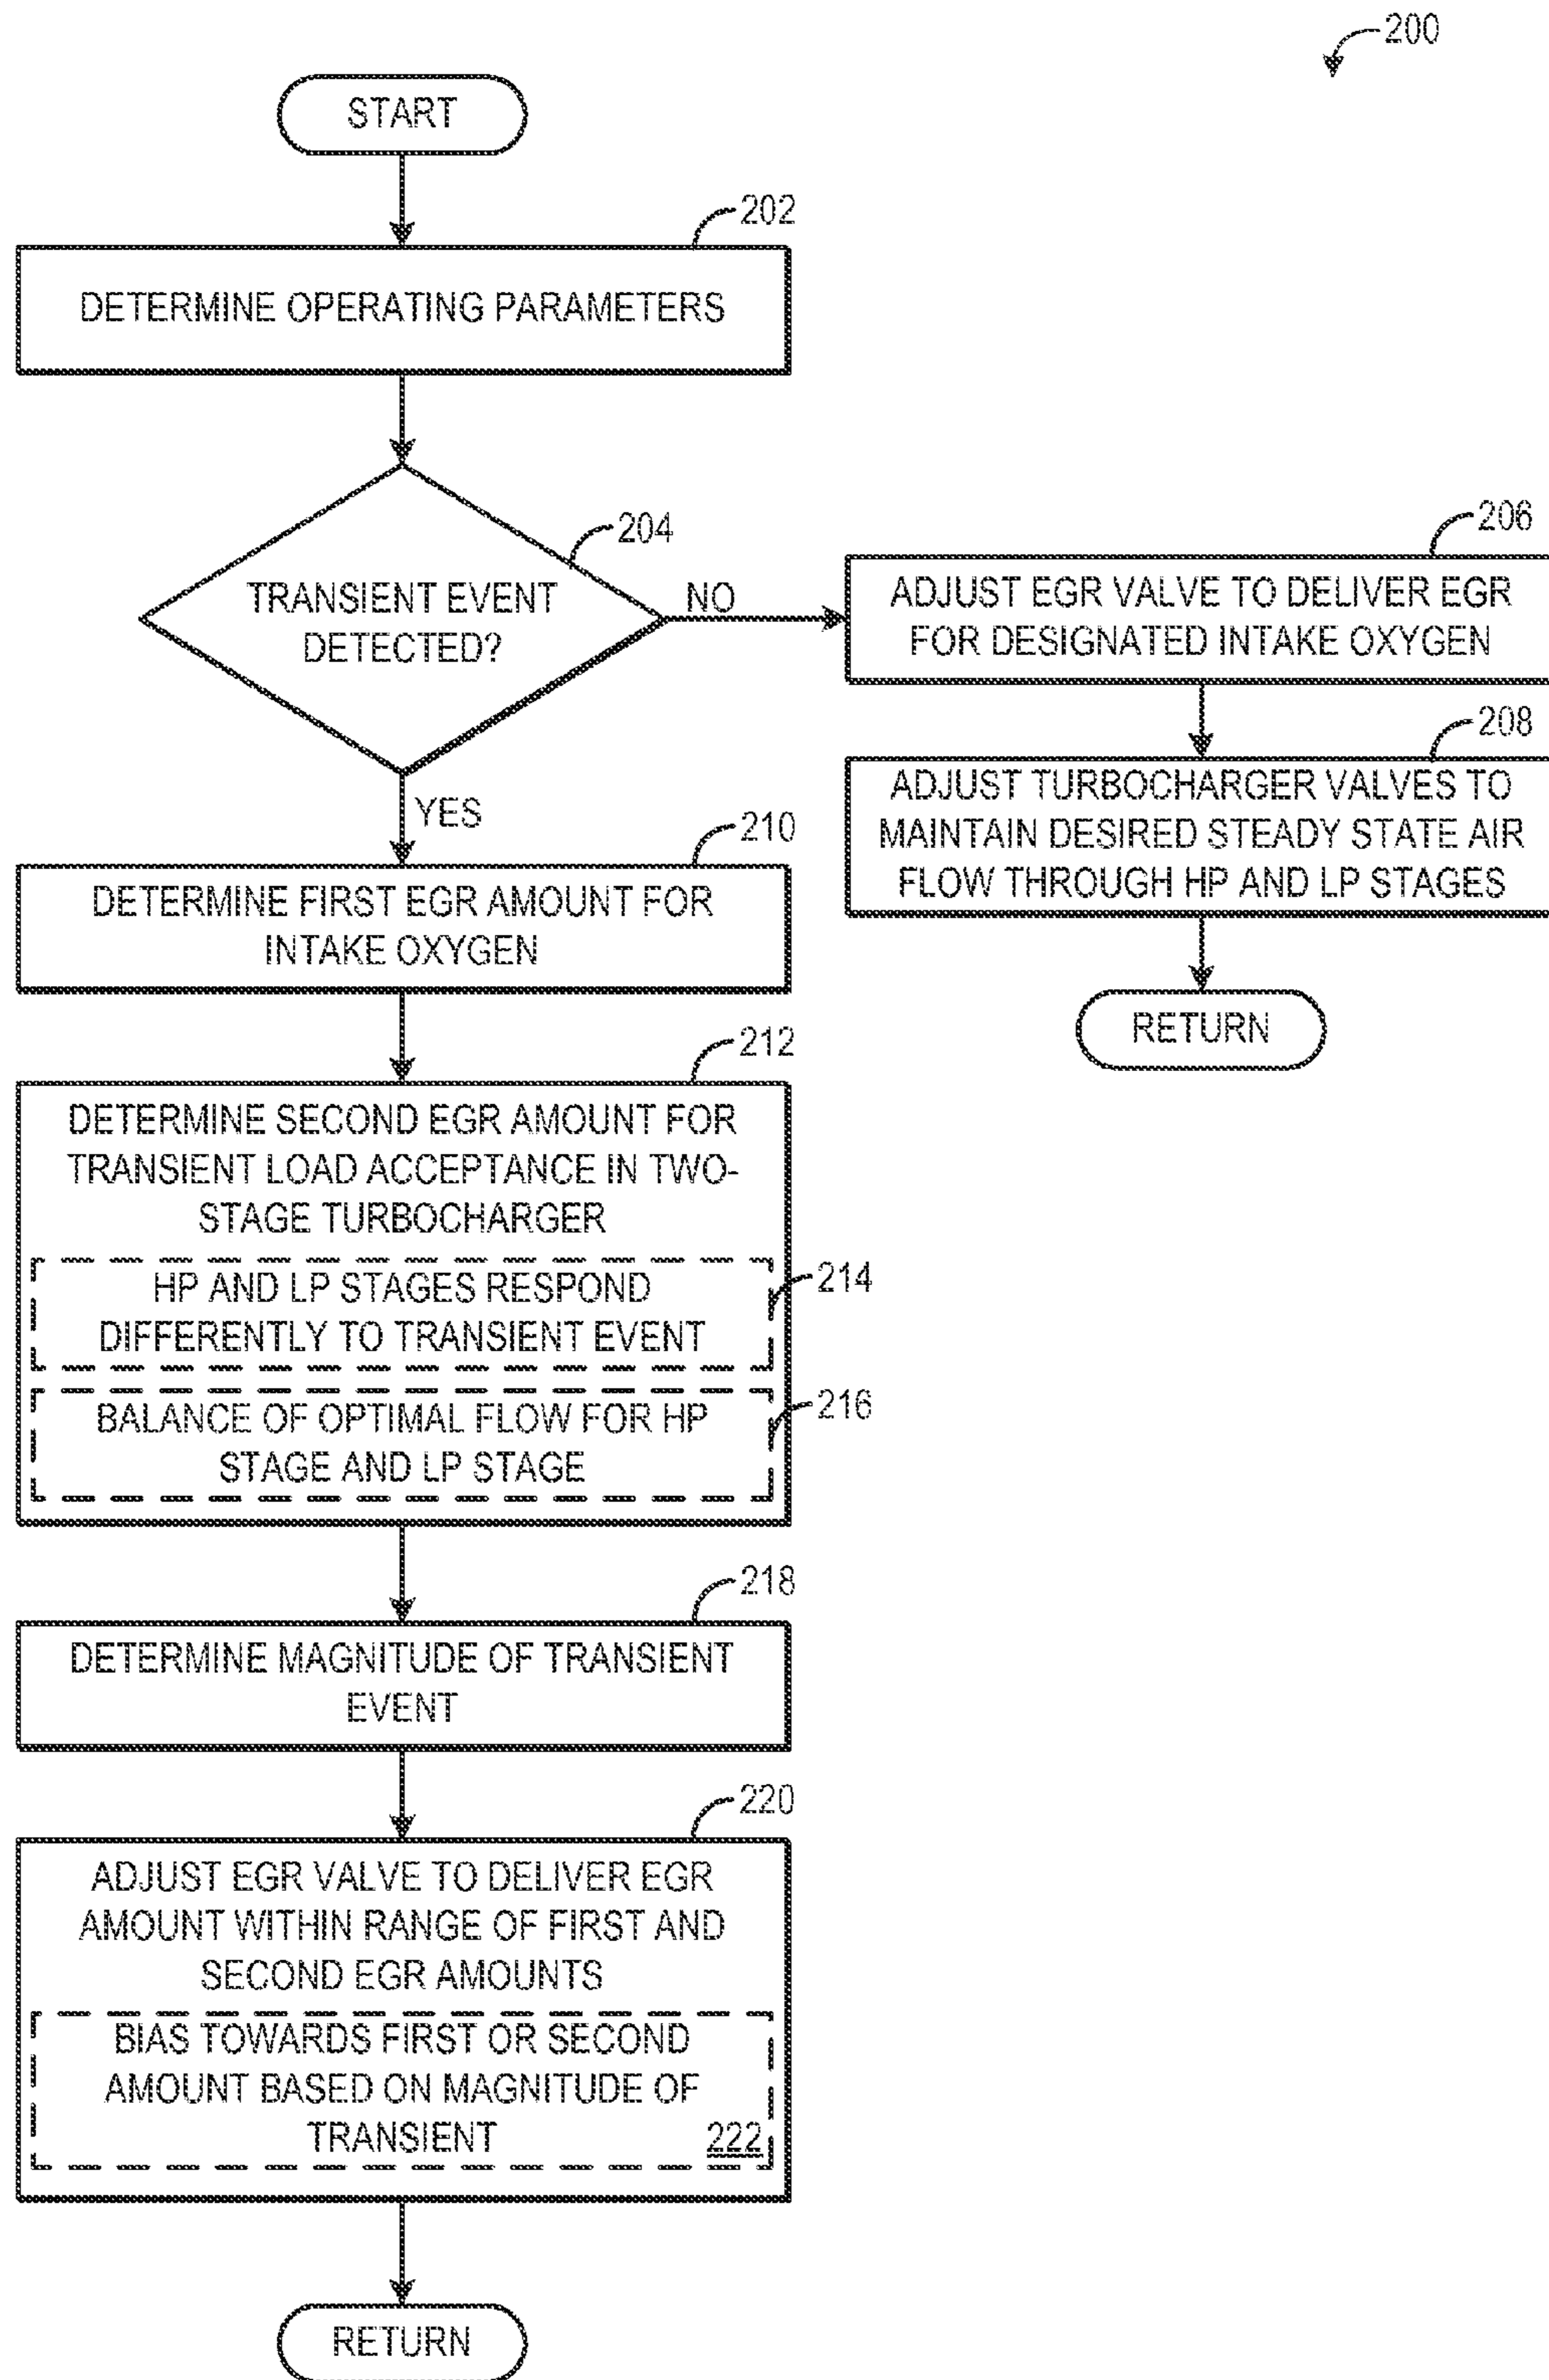 200
START
202
DETERMINE OPERATING PARAMETERS
204
TRANSIENT EVENT
DETECTED?
NO
206
ADJUST EGR VALVE TO DELIVER EGR
FOR DESIGNATED INTAKE OXYGEN
208
ADJUST TURBOCHARGER VALVES TO
MAINTAIN DESIRED STEADY STATE AIR
FLOW THROUGH HP AND LP STAGES
RETURN
YES
210
DETERMINE FIRST EGR AMOUNT FOR
INTAKE OXYGEN
212
DETERMINE SECOND EGR AMOUNT FOR
TRANSIENT LOAD ACCEPTANCE IN TWO-
STAGE TURBOCHARGER
HP AND LP STAGES RESPOND
DIFFERENTLY TO TRANSIENT EVENT
214
BALANCE OF OPTIMAL FLOW FOR HP
STAGE AND LP STAGE
216
218
DETERMINE MAGNITUDE OF TRANSIENT
EVENT
220
ADJUST EGR VALVE TO DELIVER EGR
AMOUNT WITHIN RANGE OF FIRST AND
SECOND EGR AMOUNTS
BIAS TOWARDS FIRST OR SECOND
AMOUNT BASED ON MAGNITUDE OF
TRANSIENT 222
RETURN